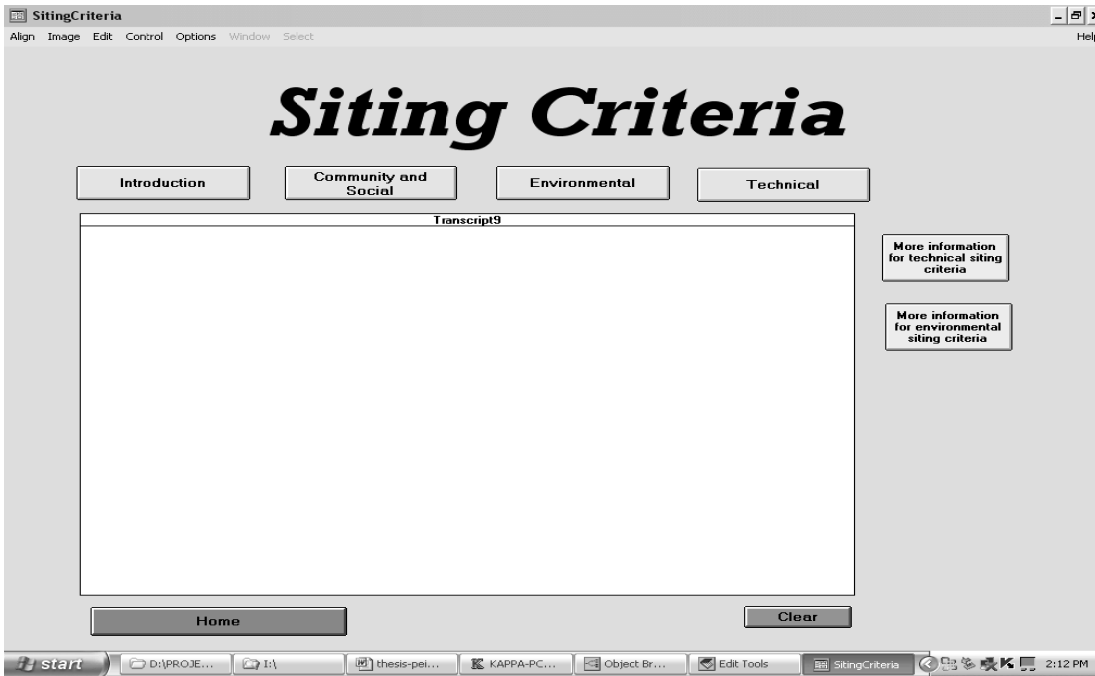 SitingCriteria
Align Image Edit Control Options Window Select Help
Siting Criteria
Introduction
Community and
Social
Environmental
Technical
Transcript9
More information
for technical siting
criteria
More information
for environmental
siting criteria
Home
Clear
start D:\PROJE... I:\ thesis-pei... KAPPA-PC... Object Br... Edit Tools SitingCriteria 2:12 PM